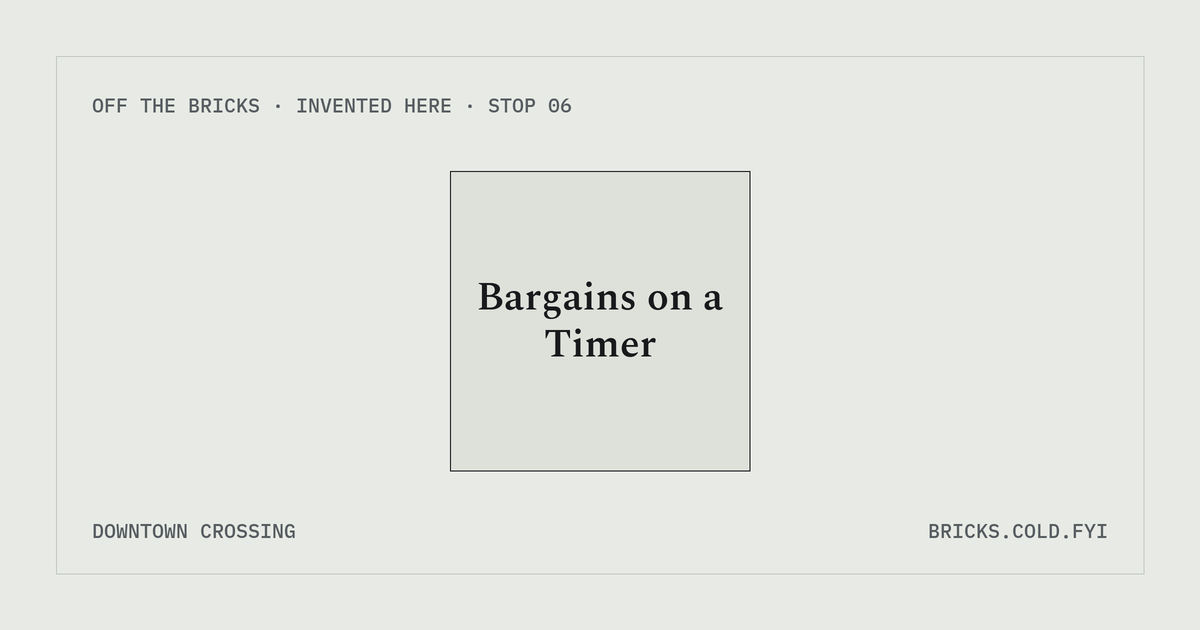 OFF THE BRICKS · INVENTED HERE · STOP 06
Bargains on a
Timer
DOWNTOWN CROSSING
BRICKS.COLD.FYI